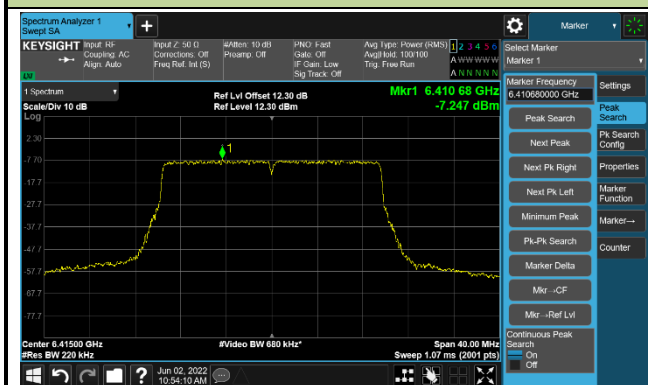 Spectrum Analyzer 1
Swept SA
+
Marker
KEYSIGHT
Input: RF
Coupling: AC
Align: Auto
Input Z: 50 Ω
Corrections: Off
Freq Ref: Int (S)
#Atten: 10 dB
Preamp: Off
PNO: Fast
Gate: Off
IF Gain: Low
Sig Track: Off
Avg Type: Power (RMS)
Avg|Hold: 100/100
Trig: Free Run
1 2 3 4 5 6
A W W W W W
A N N N N N
LXI
Select Marker
Marker 1
1 Spectrum
Scale/Div 10 dB
Log
Ref Lvl Offset 12.30 dB
Ref Level 12.30 dBm
Mkr1 6.410 68 GHz
-7.247 dBm
2.30
-7.70
-17.7
-27.7
-37.7
-47.7
-57.7
-67.7
-77.7
1
Center 6.41500 GHz
#Res BW 220 kHz
#Video BW 680 kHz*
Span 40.00 MHz
Sweep 1.07 ms (2001 pts)
Marker Frequency
6.410680000 GHz
Peak Search
Next Peak
Next Pk Right
Next Pk Left
Minimum Peak
Pk-Pk Search
Marker Delta
Mkr→CF
Mkr→Ref Lvl
Continuous Peak
Search
On
Off
Settings
Peak
Search
Pk Search
Config
Properties
Marker
Function
Marker→
Counter
?
Jun 02, 2022
10:54:10 AM